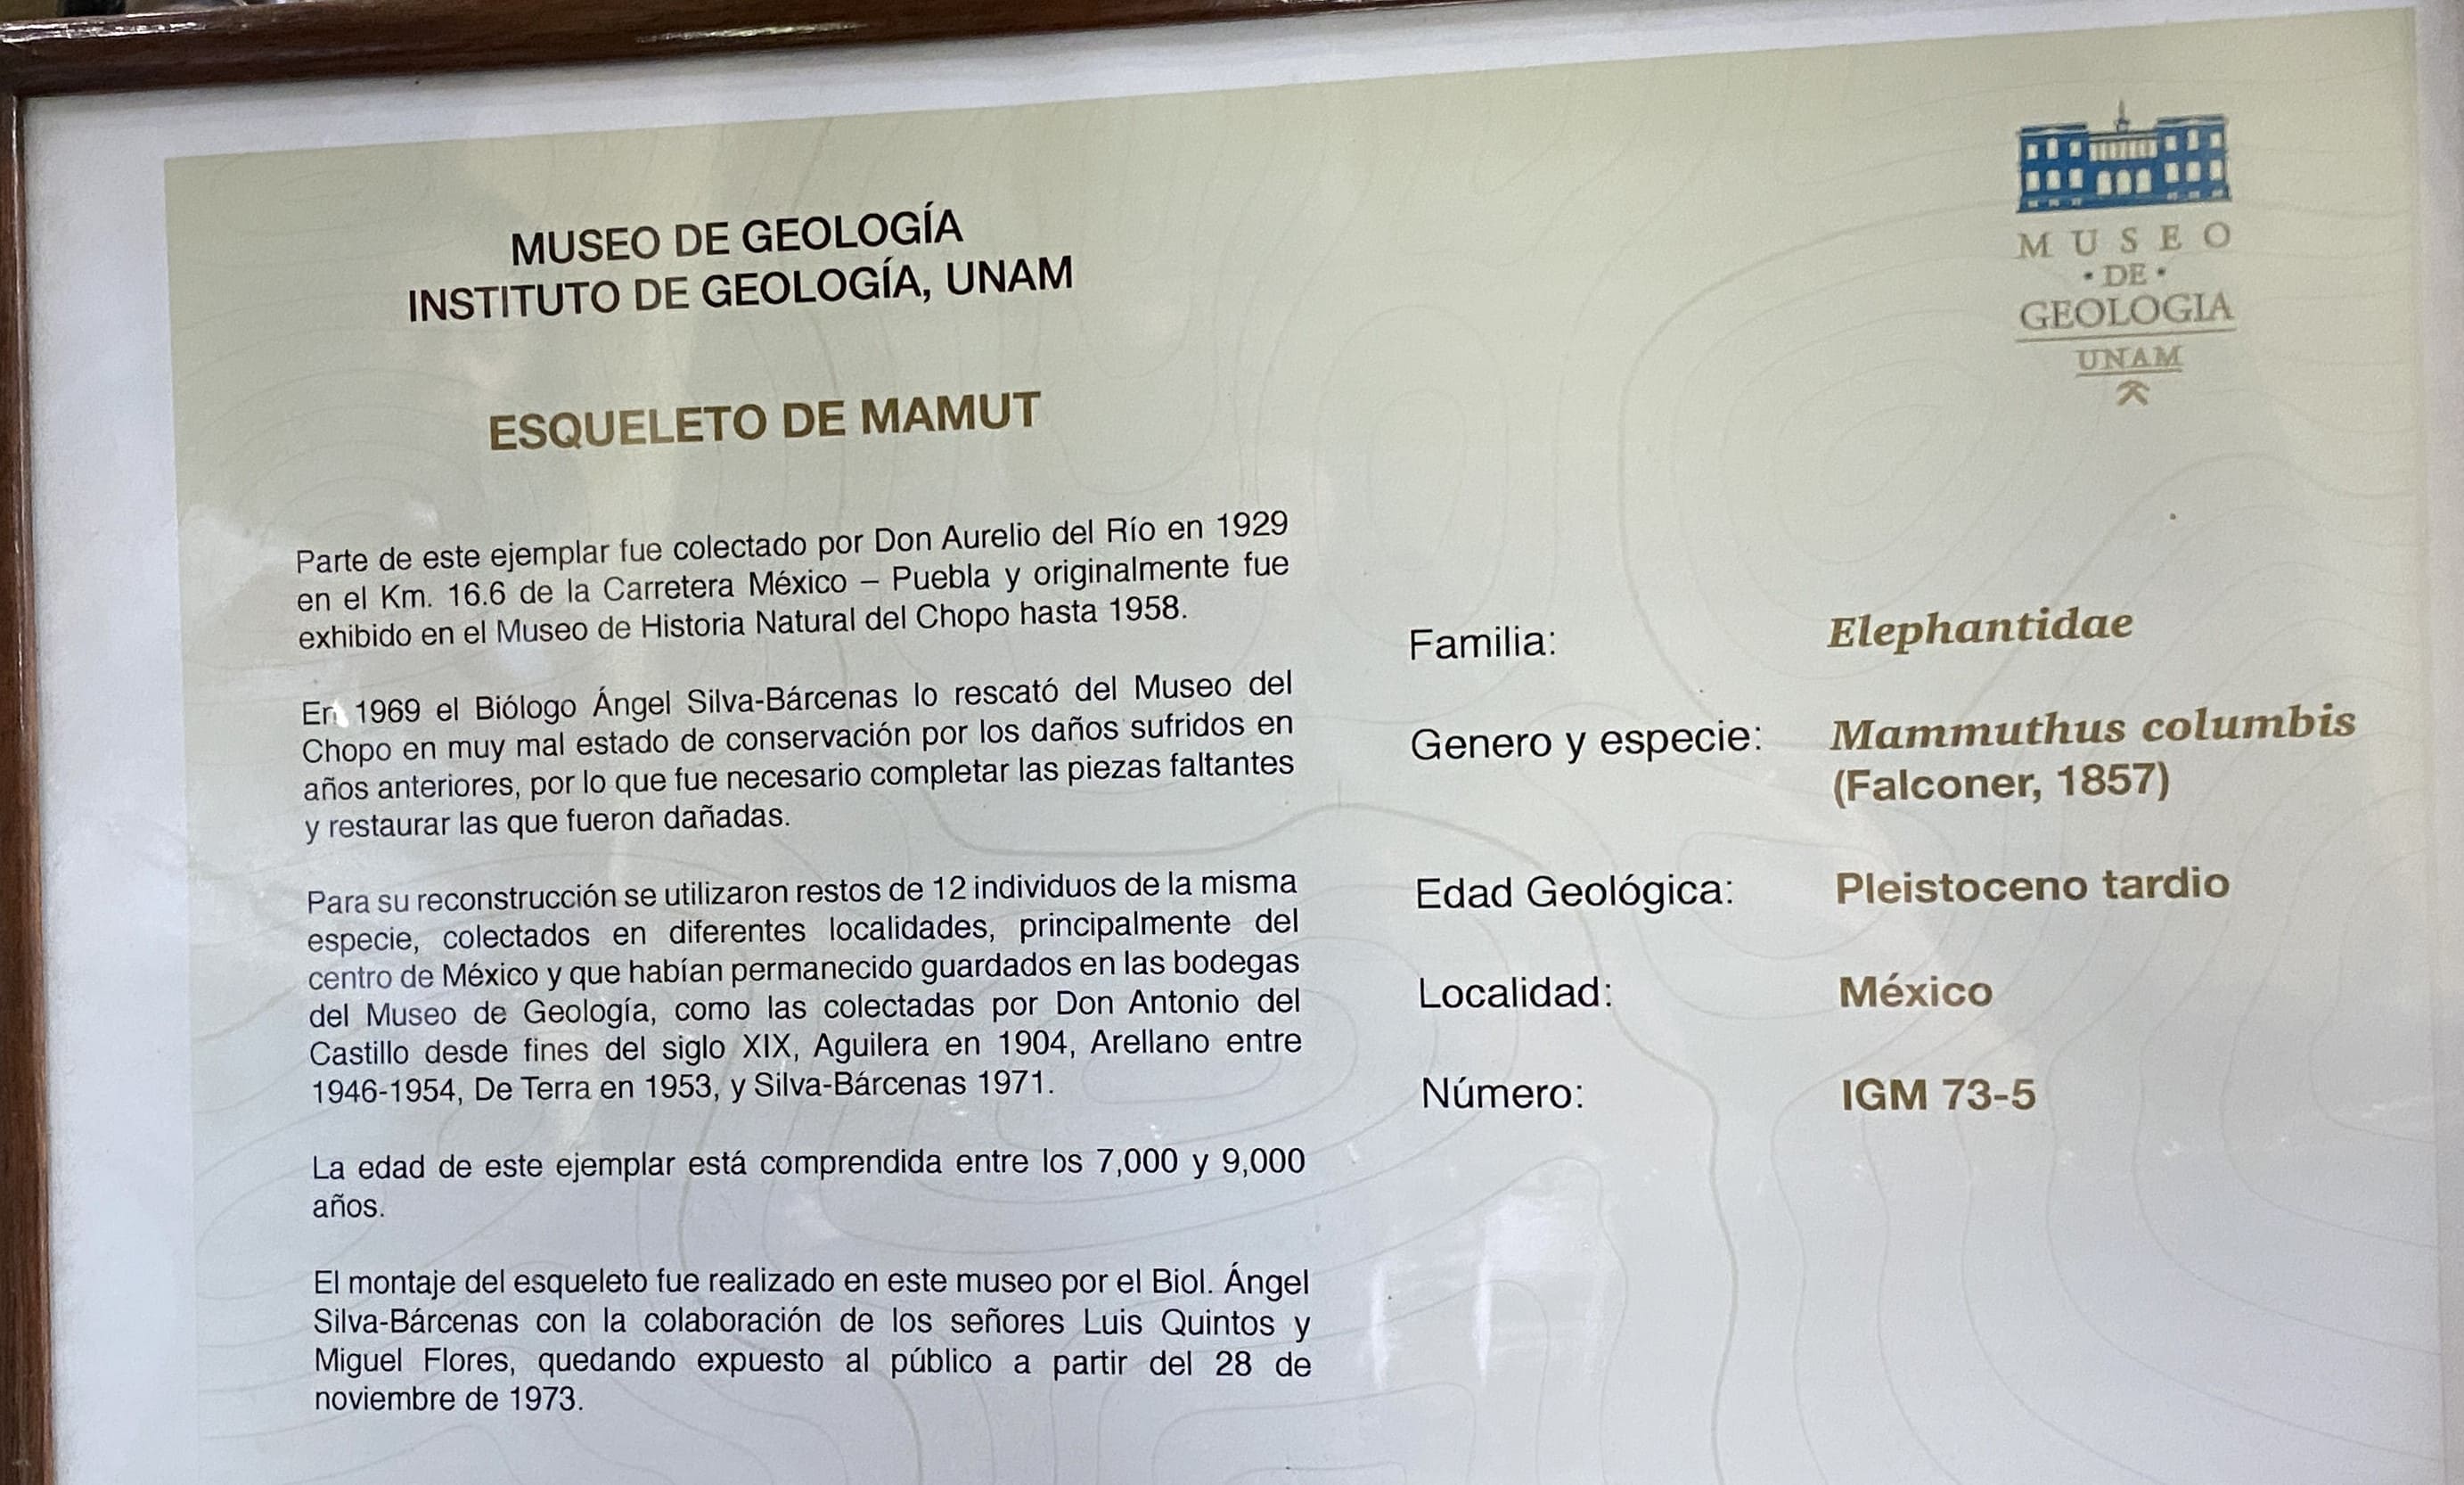 MUSEO DE GEOLOGÍA
INSTITUTO DE GEOLOGÍA, UNAM
ESQUELETO DE MAMUT
Parte de este ejemplar fue colectado por Don Aurelio del Río en 1929
en el Km. 16.6 de la Carretera México – Puebla y originalmente fue
exhibido en el Museo de Historia Natural del Chopo hasta 1958.
En 1969 el Biólogo Ángel Silva-Bárcenas lo rescató del Museo del
Chopo en muy mal estado de conservación por los daños sufridos en
años anteriores, por lo que fue necesario completar las piezas faltantes
y restaurar las que fueron dañadas.
Para su reconstrucción se utilizaron restos de 12 individuos de la misma
especie, colectados en diferentes localidades, principalmente del
centro de México y que habían permanecido guardados en las bodegas
del Museo de Geología, como las colectadas por Don Antonio del
Castillo desde fines del siglo XIX, Aguilera en 1904, Arellano entre
1946-1954, De Terra en 1953, y Silva-Bárcenas 1971.
La edad de este ejemplar está comprendida entre los 7,000 y 9,000
años.
El montaje del esqueleto fue realizado en este museo por el Biol. Ángel
Silva-Bárcenas con la colaboración de los señores Luis Quintos y
Miguel Flores, quedando expuesto al público a partir del 28 de
noviembre de 1973.
MUSEO
• DE •
GEOLOGIA
UNAM
Familia: Elephantidae
Genero y especie: Mammuthus columbis
(Falconer, 1857)
Edad Geológica: Pleistoceno tardio
Localidad: México
Número: IGM 73-5